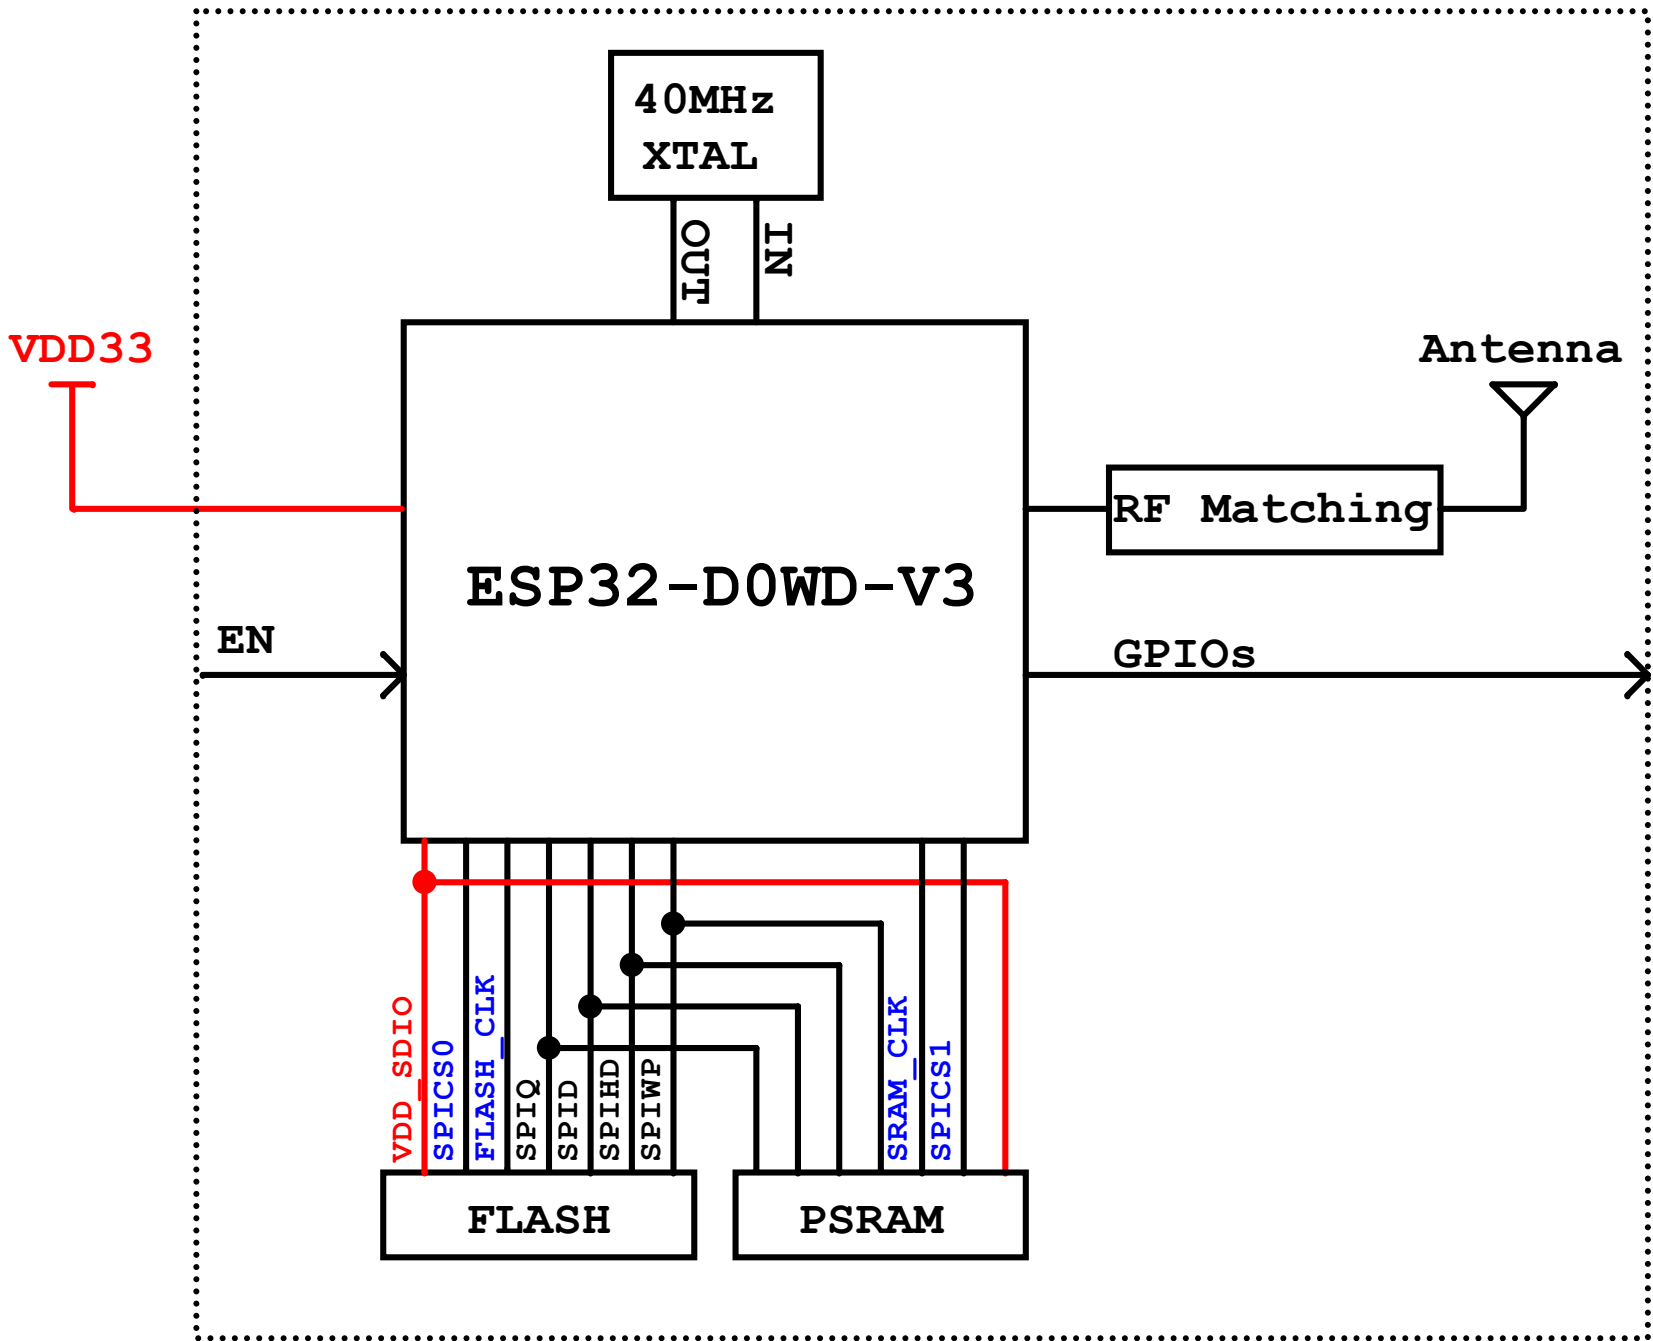 40MHz
XTAL
OUT
IN
VDD33
Antenna
RF Matching
ESP32-D0WD-V3
EN
GPIOs
VDD_SDIO
SPICS0
FLASH_CLK
SPIQ
SPID
SPIHD
SPIWP
SRAM_CLK
SPICS1
FLASH
PSRAM